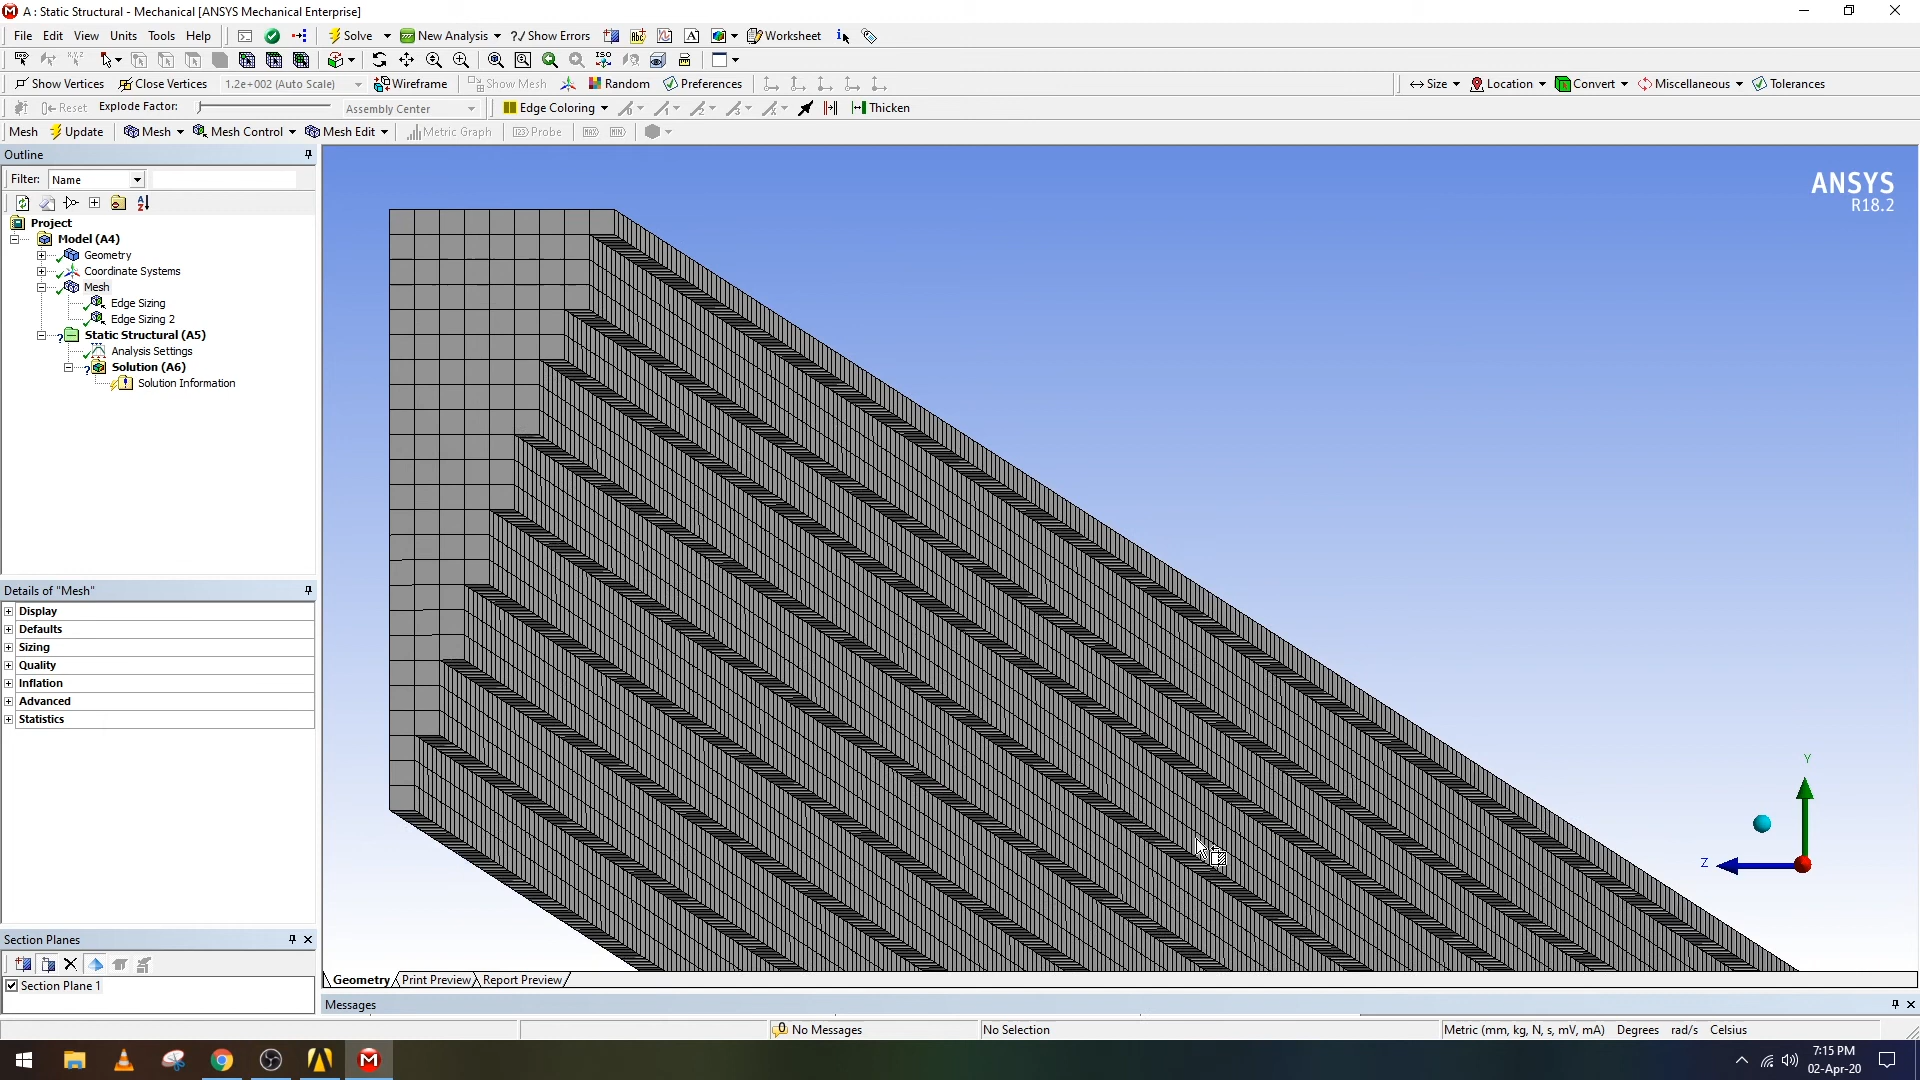 A : Static Structural - Mechanical [ANSYS Mechanical Enterprise]
File Edit View Units Tools Help Solve New Analysis ?/ Show Errors Worksheet
Show Vertices Close Vertices 1.2e+002 (Auto Scale) Wireframe Show Mesh Random Preferences Size Location Convert Miscellaneous Tolerances
Reset Explode Factor: Assembly Center Edge Coloring Thicken
Mesh Update Mesh Mesh Control Mesh Edit Metric Graph Probe MAX MIN
Outline
Filter: Name
Project
Model (A4)
Geometry
Coordinate Systems
Mesh
Edge Sizing
Edge Sizing 2
Static Structural (A5)
Analysis Settings
Solution (A6)
Solution Information
Details of "Mesh"
Display
Defaults
Sizing
Quality
Inflation
Advanced
Statistics
Section Planes
Section Plane 1
ANSYS
R18.2
Y
Z
Geometry Print Preview Report Preview
Messages
0 No Messages No Selection Metric (mm, kg, N, s, mV, mA) Degrees rad/s Celsius
7:15 PM
02-Apr-20